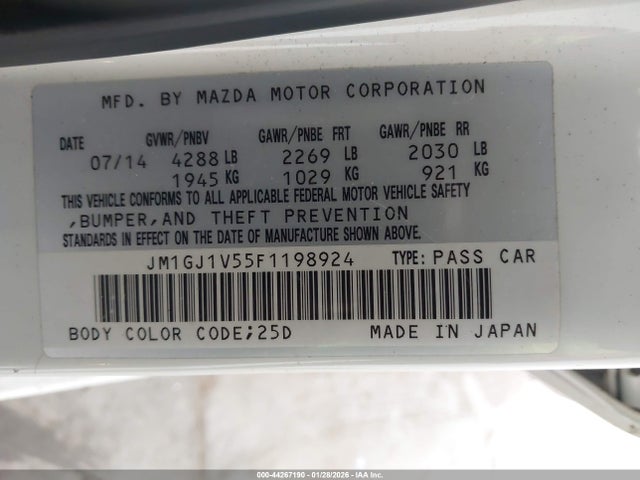 MFD. BY MAZDA MOTOR CORPORATION
DATE GVWR/PNBV GAWR/PNBE FRT GAWR/PNBE RR
07/14 4288 LB 2269 LB 2030 LB
1945 KG 1029 KG 921 KG
THIS VEHICLE CONFORMS TO ALL APPLICABLE FEDERAL MOTOR VEHICLE SAFETY
,BUMPER,AND THEFT PREVENTION
STANDARDS IN EFFECT ON THE DATE OF MANUFACTURE SHOWN ABOVE.
JM1GJ1V55F1198924 TYPE: PASS CAR
BODY COLOR CODE;25D MADE IN JAPAN
000-44267190 - 01/28/2026 - IAA Inc.